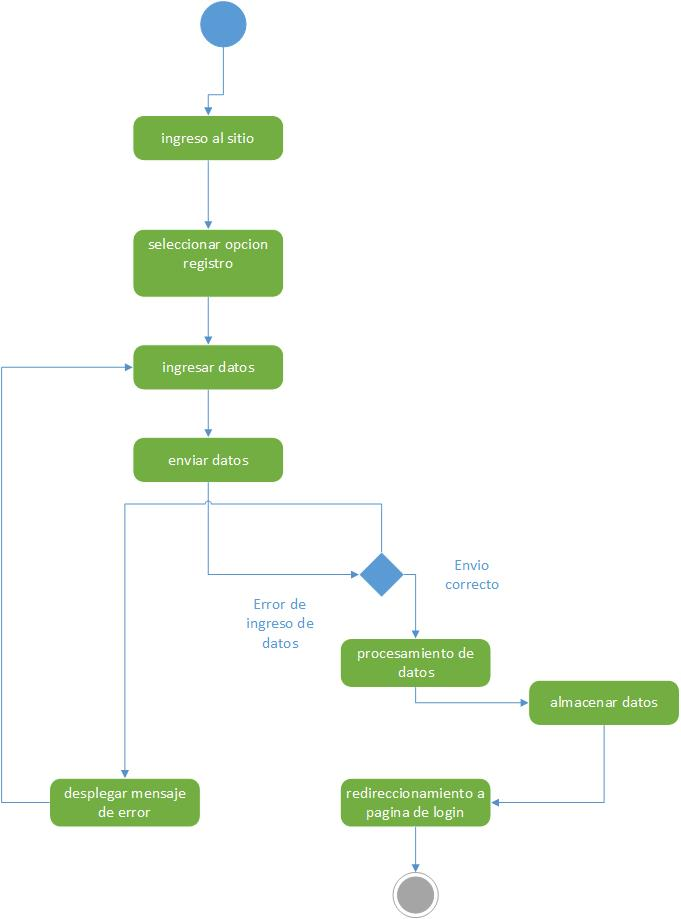 ingreso al sitio
seleccionar opcion
registro
ingresar datos
enviar datos
Envio
correcto
Error de
ingreso de
datos
procesamiento de
datos
almacenar datos
desplegar mensaje
de error
redireccionamiento a
pagina de login